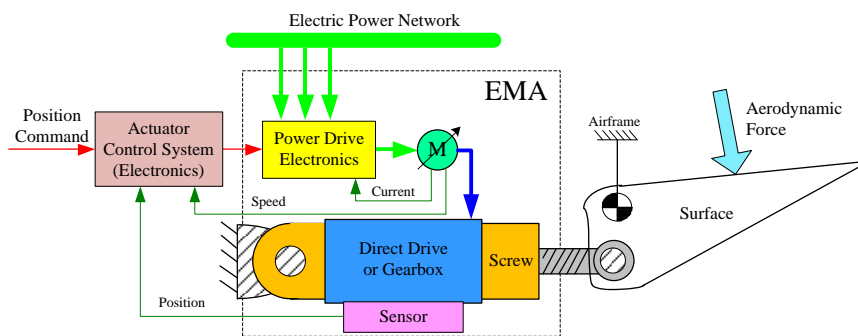 Electric Power Network
EMA
Position
Command
Actuator
Control System
(Electronics)
Power Drive
Electronics
M
Airframe
Aerodynamic
Force
Current
Speed
Surface
Direct Drive
or Gearbox
Screw
Position
Sensor